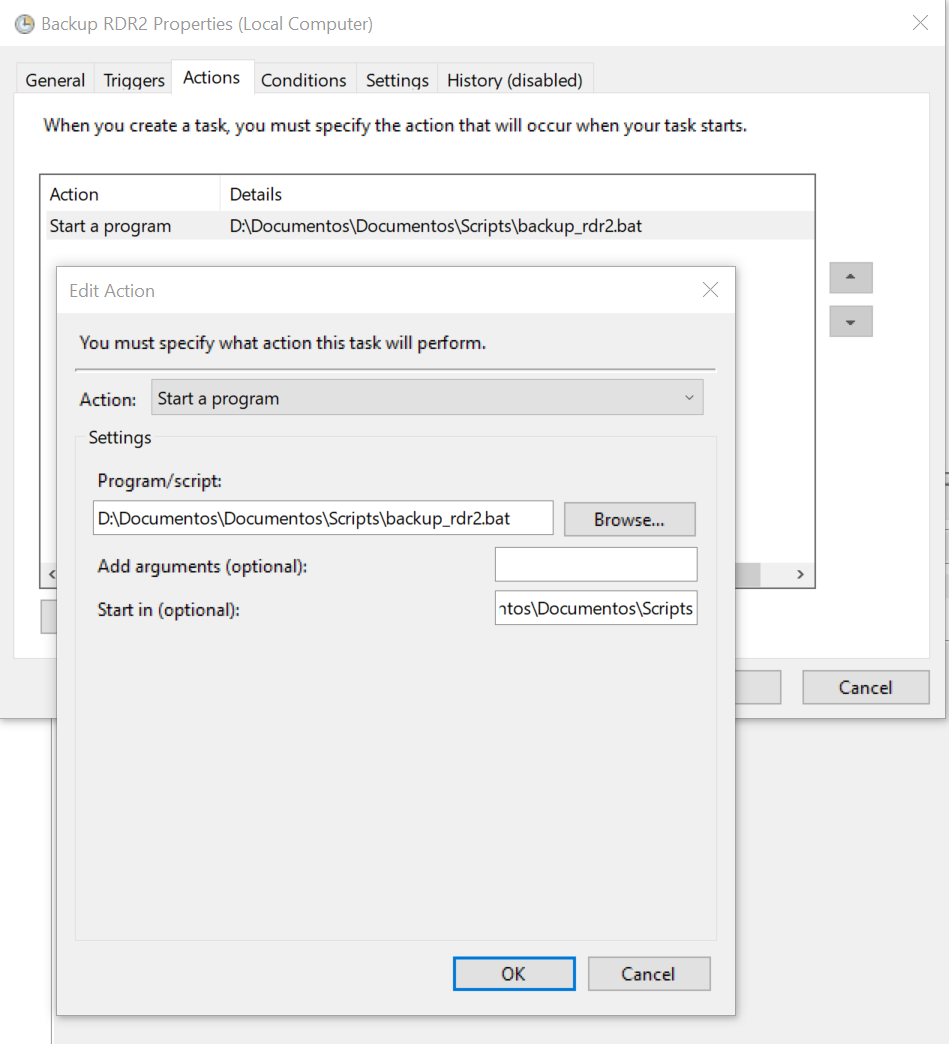 Backup RDR2 Properties (Local Computer)
General Triggers Actions Conditions Settings History (disabled)
When you create a task, you must specify the action that will occur when your task starts.
Action Details
Start a program D:\Documentos\Documentos\Scripts\backup_rdr2.bat
Edit Action
You must specify what action this task will perform.
Action: Start a program
Settings
Program/script:
D:\Documentos\Documentos\Scripts\backup_rdr2.bat Browse...
Add arguments (optional):
Start in (optional): ntos\Documentos\Scripts
Cancel
OK Cancel